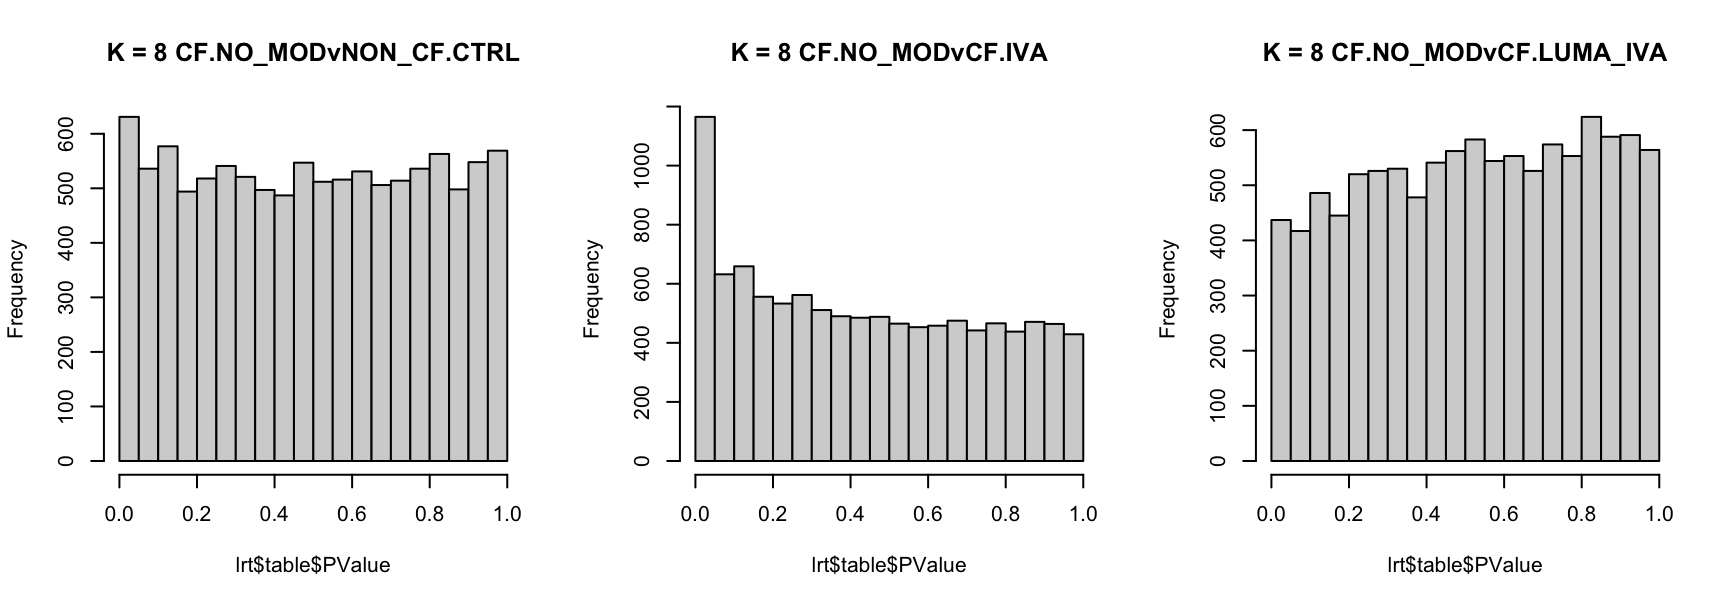 K = 8 CF.NO_MODvNON_CF.CTRL
Frequency
600
500
400
300
200
100
0
0.0 0.2 0.4 0.6 0.8 1.0
lrt$table$PValue
K = 8 CF.NO_MODvCF.IVA
Frequency
1000
800
600
400
200
0
0.0 0.2 0.4 0.6 0.8 1.0
lrt$table$PValue
K = 8 CF.NO_MODvCF.LUMA_IVA
Frequency
600
500
400
300
200
100
0
0.0 0.2 0.4 0.6 0.8 1.0
lrt$table$PValue